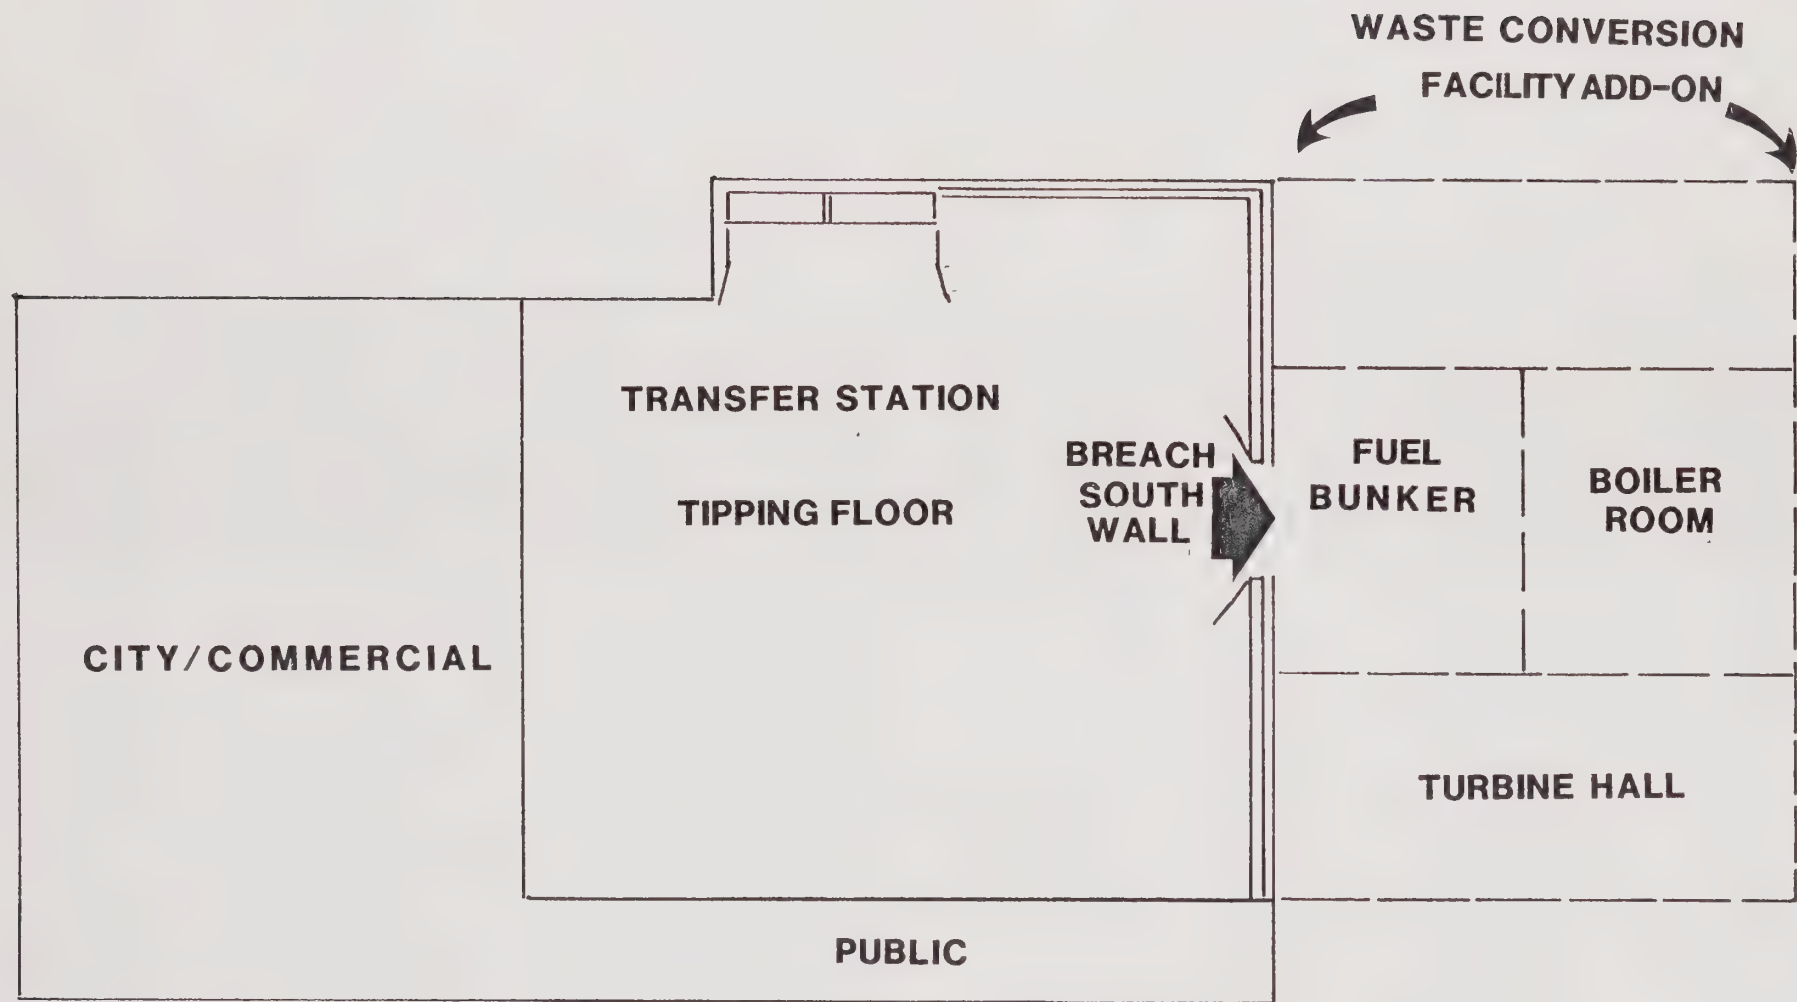 WASTE CONVERSION
FACILITY ADD-ON
TRANSFER STATION
TIPPING FLOOR
BREACH
SOUTH
WALL
FUEL
BUNKER
BOILER
ROOM
CITY/COMMERCIAL
TURBINE HALL
PUBLIC